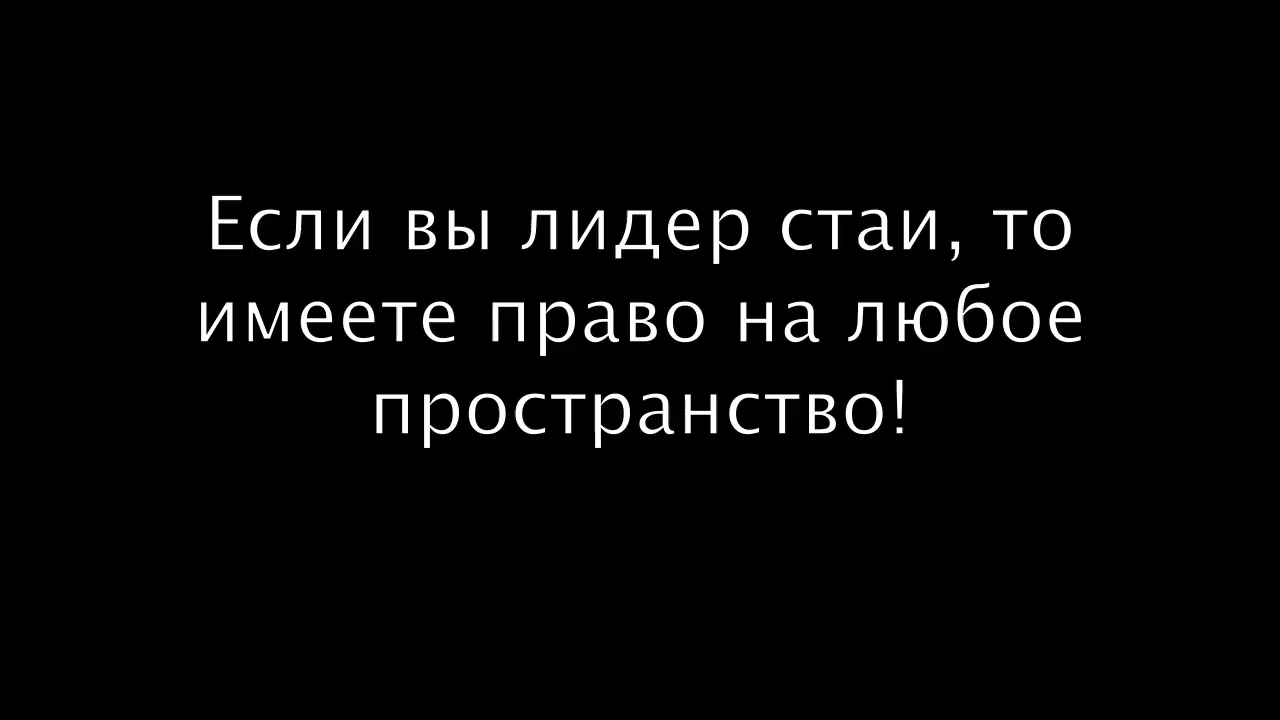 Если вы лидер стаи, то
имеете право на любое
пространство!